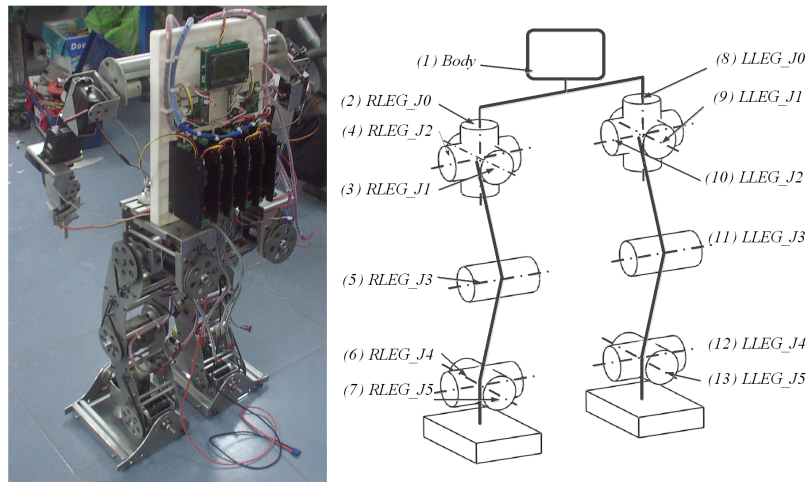 Dou
(1) Body
(8) LLEG_J0
(2) RLEG_J0
(9) LLEG_J1
(4) RLEG_J2
(10) LLEG_J2
(3) RLEG_J1
(11) LLEG_J3
(5) RLEG_J3
(12) LLEG_J4
(6) RLEG_J4
(13) LLEG_J5
(7) RLEG_J5